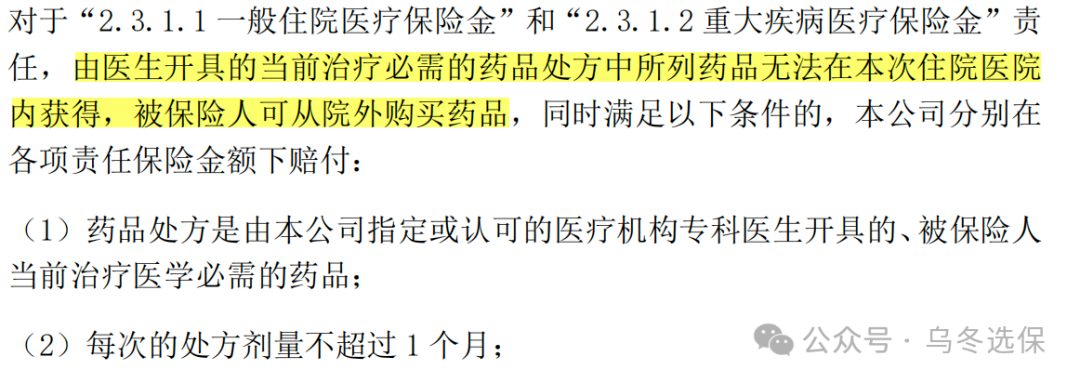 对于“2.3.1.1 一般住院医疗保险金”和“2.3.1.2 重大疾病医疗保险金”责
任，由医生开具的当前治疗必需的药品处方中所列药品无法在本次住院医院
内获得，被保险人可从院外购买药品，同时满足以下条件的，本公司分别在
各项责任保险金额下赔付：
（1）药品处方是由本公司指定或认可的医疗机构专科医生开具的、被保险人
当前治疗医学必需的药品；
（2）每次的处方剂量不超过 1 个月；
公众号 · 乌冬选保